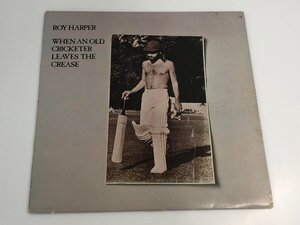 ROY HARPER
WHEN AN OLD
CRICKETER
LEAVES THE
CREASE